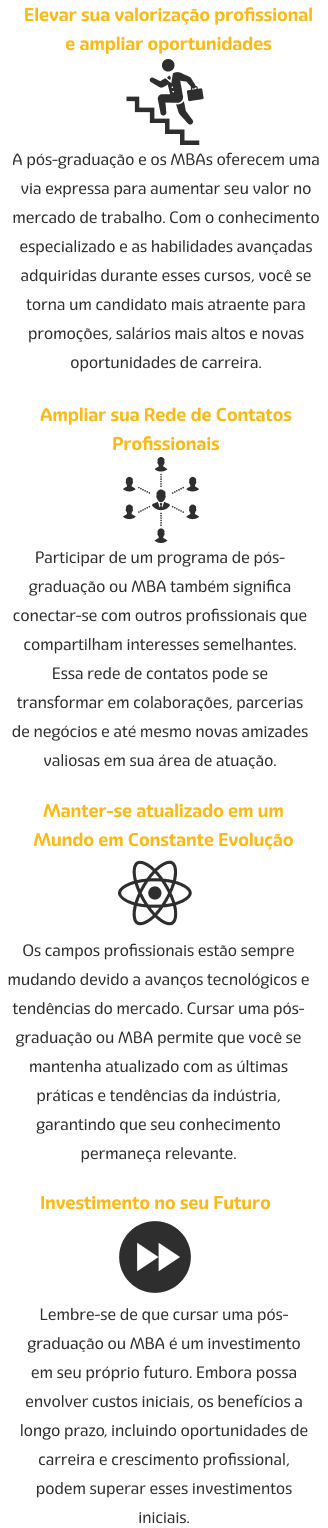 Elevar sua valorização profissional
e ampliar oportunidades
A pós-graduação e os MBAs oferecem uma
via expressa para aumentar seu valor no
mercado de trabalho. Com o conhecimento
especializado e as habilidades avançadas
adquiridas durante esses cursos, você se
torna um candidato mais atraente para
promoções, salários mais altos e novas
oportunidades de carreira.
Ampliar sua Rede de Contatos
Profissionais
Participar de um programa de pós-
graduação ou MBA também significa
conectar-se com outros profissionais que
compartilham interesses semelhantes.
Essa rede de contatos pode se
transformar em colaborações, parcerias
de negócios e até mesmo novas amizades
valiosas em sua área de atuação.
Manter-se atualizado em um
Mundo em Constante Evolução
Os campos profissionais estão sempre
mudando devido a avanços tecnológicos e
tendências do mercado. Cursar uma pós-
graduação ou MBA permite que você se
mantenha atualizado com as últimas
práticas e tendências da indústria,
garantindo que seu conhecimento
permaneça relevante.
Investimento no seu Futuro
Lembre-se de que cursar uma pós-
graduação ou MBA é um investimento
em seu próprio futuro. Embora possa
envolver custos iniciais, os benefícios a
longo prazo, incluindo oportunidades de
carreira e crescimento profissional,
podem superar esses investimentos
iniciais.